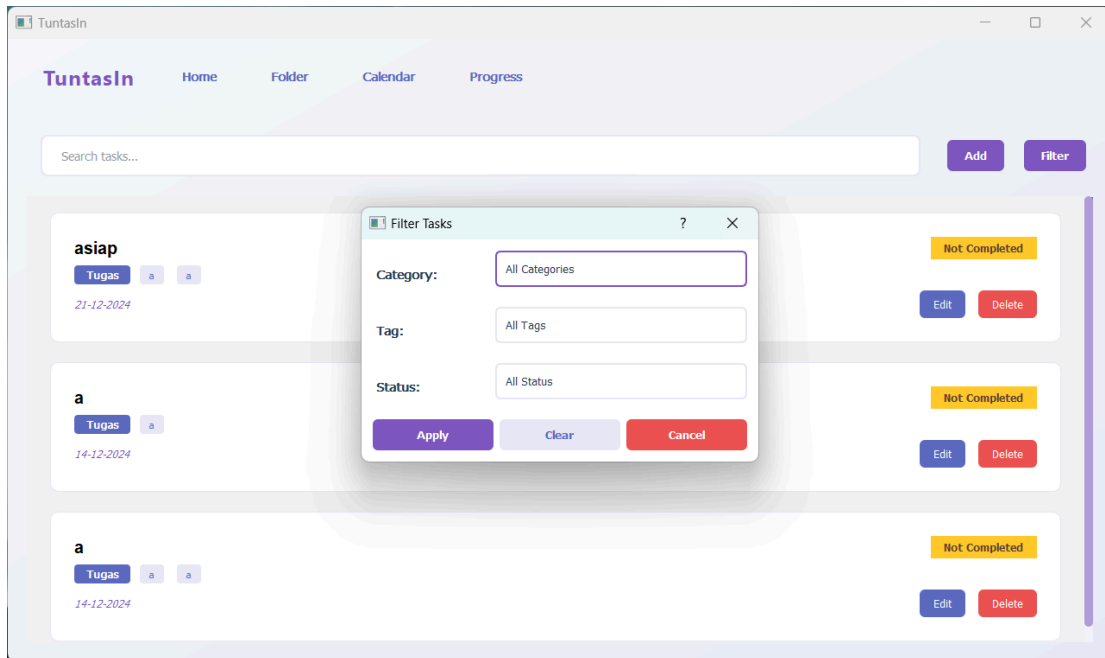 TuntasIn
TuntasIn Home Folder Calendar Progress
Search tasks... Add Filter
Filter Tasks ?
Category: All Categories
Tag: All Tags
Status: All Status
Apply Clear Cancel
asiap Not Completed
Tugas a a
21-12-2024 Edit Delete
a Not Completed
Tugas a
14-12-2024 Edit Delete
a Not Completed
Tugas a a
14-12-2024 Edit Delete